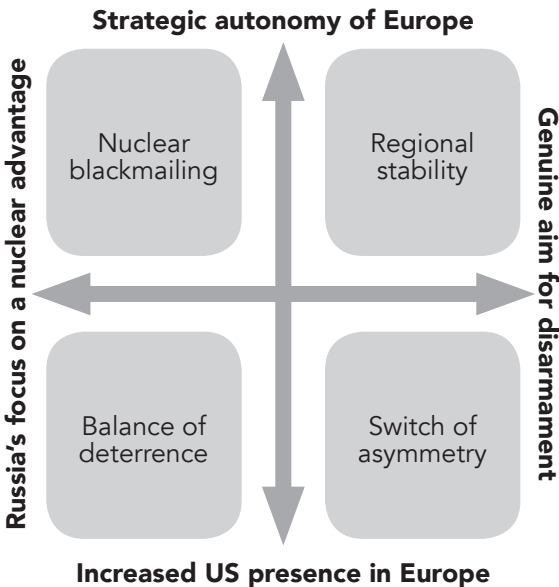 Strategic autonomy of Europe
Russia's focus on a nuclear advantage
Nuclear
blackmailing
Regional
stability
Genuine aim for disarmament
Balance of
deterrence
Switch of
asymmetry
Increased US presence in Europe